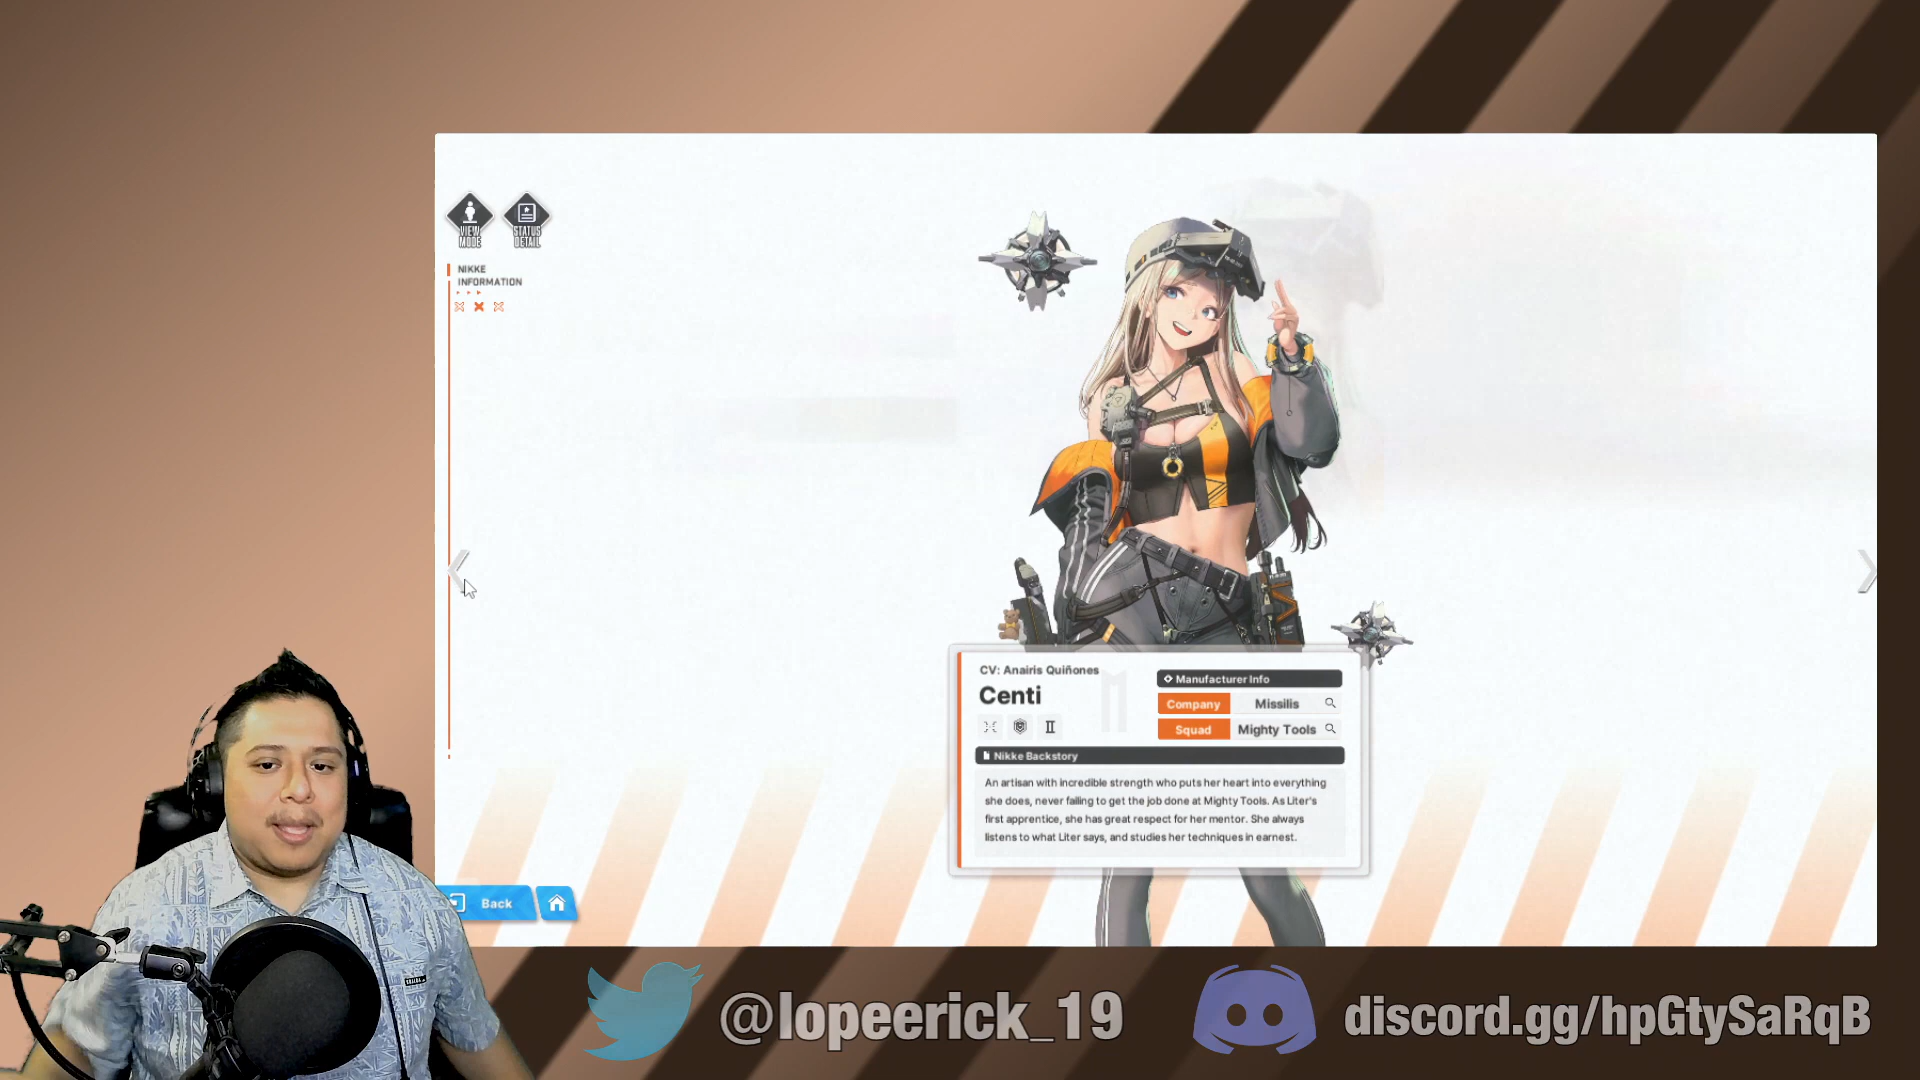 VIEW
MODE
STATUS
DETAIL
NIKKE
INFORMATION
CV: Anairis Quiñones
Centi
II
Manufacturer Info
Company Missilis
Squad Mighty Tools
Nikke Backstory
An artisan with incredible strength who puts her heart into everything
she does, never failing to get the job done at Mighty Tools. As Liter's
first apprentice, she has great respect for her mentor. She always
listens to what Liter says, and studies her techniques in earnest.
Back
@lopeerick_19
discord.gg/hpGtySaRqB